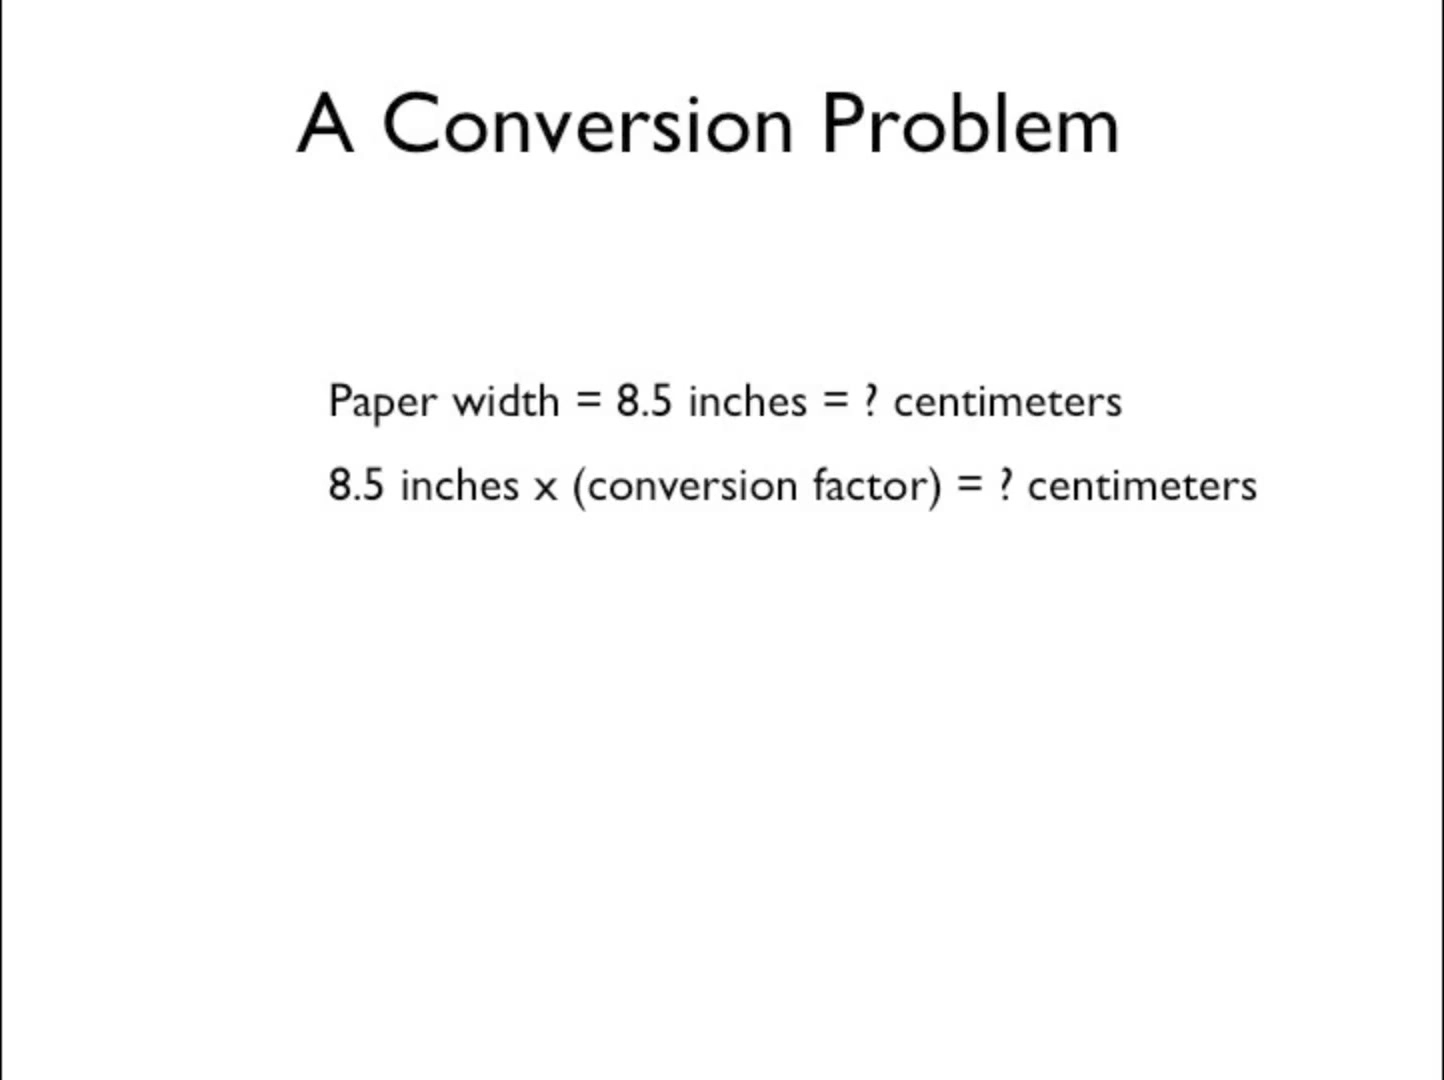 A Conversion Problem
Paper width = 8.5 inches = ? centimeters
8.5 inches x (conversion factor) = ? centimeters